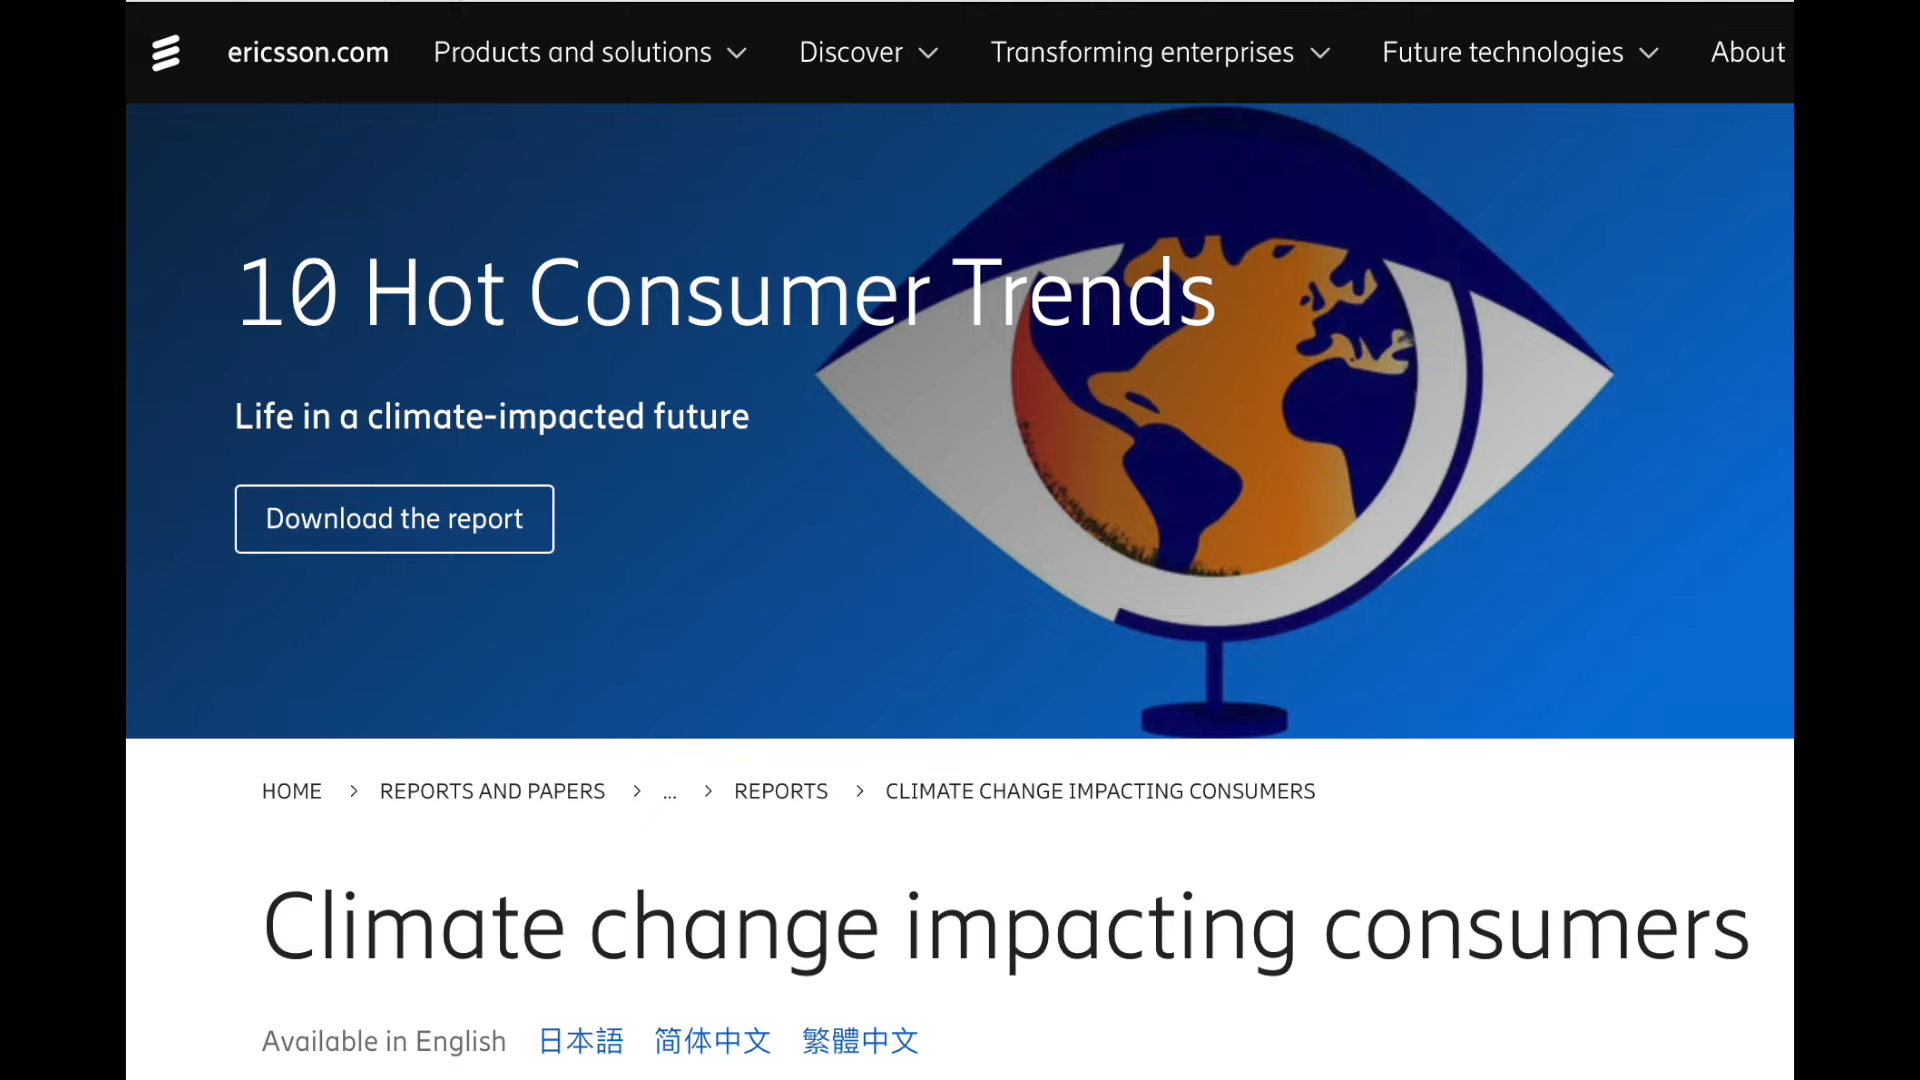 ericsson.com Products and solutions Discover Transforming enterprises Future technologies About
10 Hot Consumer Trends
Life in a climate-impacted future
Download the report
HOME > REPORTS AND PAPERS > ... > REPORTS > CLIMATE CHANGE IMPACTING CONSUMERS
Climate change impacting consumers
Available in English 日本語 简体中文 繁體中文